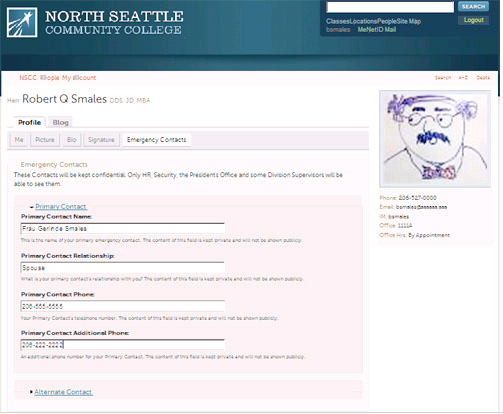 NORTH SEATTLE
COMMUNITY COLLEGE
SEARCH
ClassesLocationsPeopleSite Map
Logout
bsmales MeNetID Mail
NSCC People My Account
Search A-Z Depts
Herr Robert Q Smales DDS, JD, MBA
Profile Blog
Me Picture Bio Signature Emergency Contacts
Emergency Contacts
These Contacts will be kept confidential. Only HR, Security, the President's Office and some Division Supervisors will
be able to see them.
Primary Contact
Primary Contact Name:
Frau Gerlinde Smales
This is the name of your primary emergency contact. The content of this field is kept private and will not be shown publicly.
Primary Contact Relationship:
Spouse
What is your primary contact's relationship with you? The content of this field is kept private and will not be shown publicly.
Primary Contact Phone:
206-555-5555
Your Primary Contact's telephone number. The content of this field is kept private and will not be shown publicly.
Primary Contact Additional Phone:
206-222-2222
An additional phone number for your Primary Contact. The content of this field is kept private and will not be shown publicly.
Alternate Contact
Phone: 206-527-0000
Email: bsmales@
IM: bsmales
Office: 1111A
Office Hrs: By Appointment